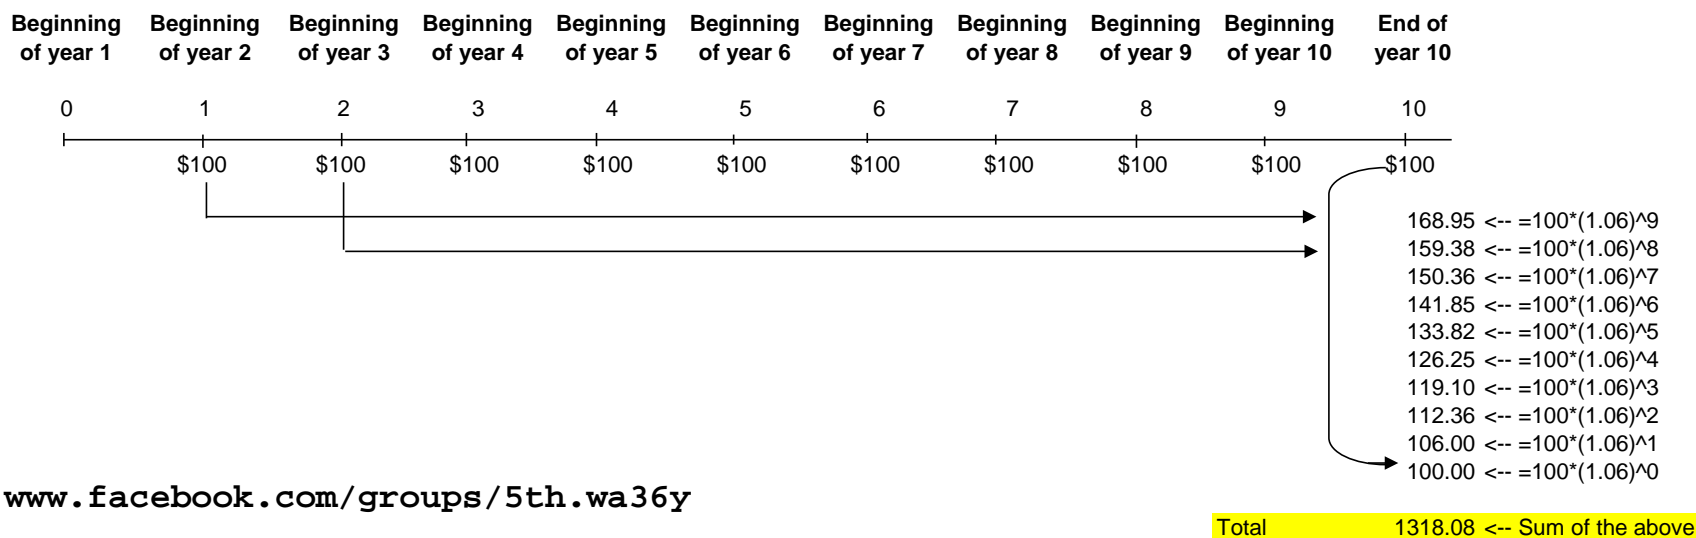 Beginning of year 1 Beginning of year 2 Beginning of year 3 Beginning of year 4 Beginning of year 5 Beginning of year 6 Beginning of year 7 Beginning of year 8 Beginning of year 9 Beginning of year 10 End of year 10
0 1 2 3 4 5 6 7 8 9 10
$100 $100 $100 $100 $100 $100 $100 $100 $100 $100
168.95 <-- =100*(1.06)^9
159.38 <-- =100*(1.06)^8
150.36 <-- =100*(1.06)^7
141.85 <-- =100*(1.06)^6
133.82 <-- =100*(1.06)^5
126.25 <-- =100*(1.06)^4
119.10 <-- =100*(1.06)^3
112.36 <-- =100*(1.06)^2
106.00 <-- =100*(1.06)^1
100.00 <-- =100*(1.06)^0
www.facebook.com/groups/5th.wa36y
Total 1318.08 <-- Sum of the above